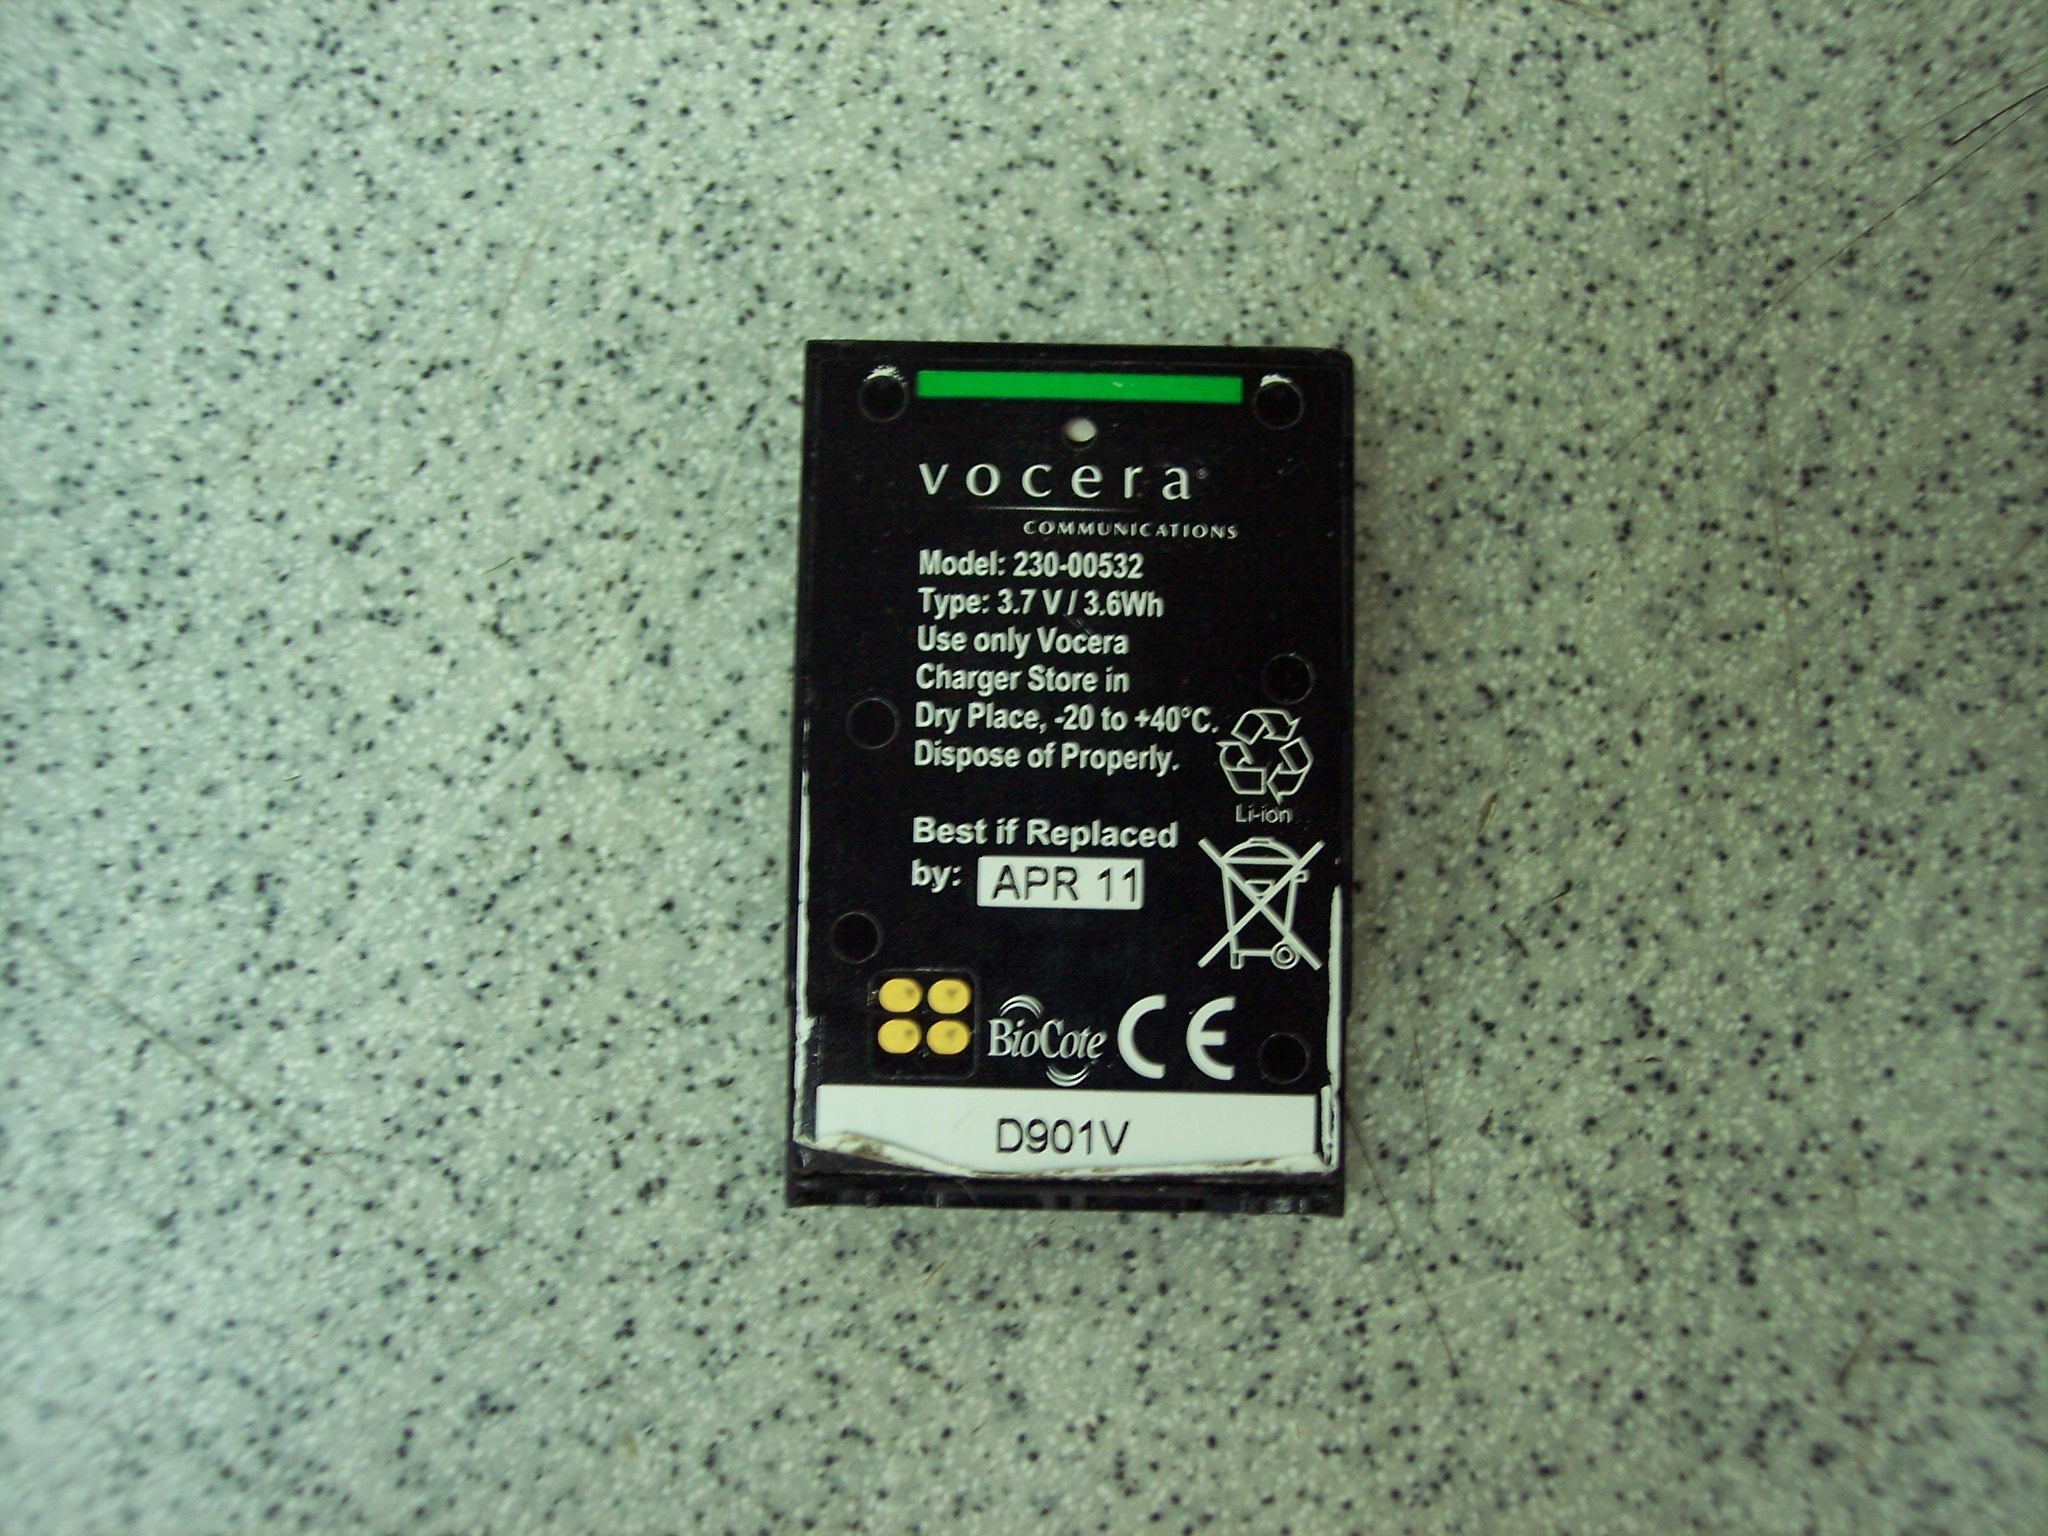 vocera®
COMMUNICATIONS
Model: 230-00532
Type: 3.7 V / 3.6Wh
Use only Vocera
Charger Store in
Dry Place, -20 to +40°C.
Dispose of Properly.
Li-ion
Best if Replaced
by: APR 11
BioCote CE
D901V